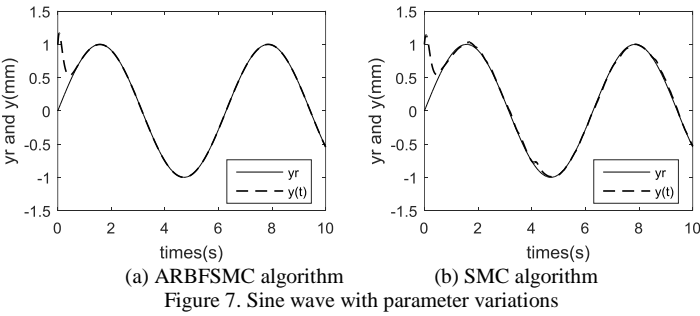 1.5
1
0.5
0
-0.5
-1
-1.5
yr and y(mm)
0 2 4 6 8 10
times(s)
yr
y(t)
1.5
1
0.5
0
-0.5
-1
-1.5
yr and y(mm)
0 2 4 6 8 10
times(s)
yr
y(t)
(a) ARBFSMC algorithm
(b) SMC algorithm
Figure 7. Sine wave with parameter variations